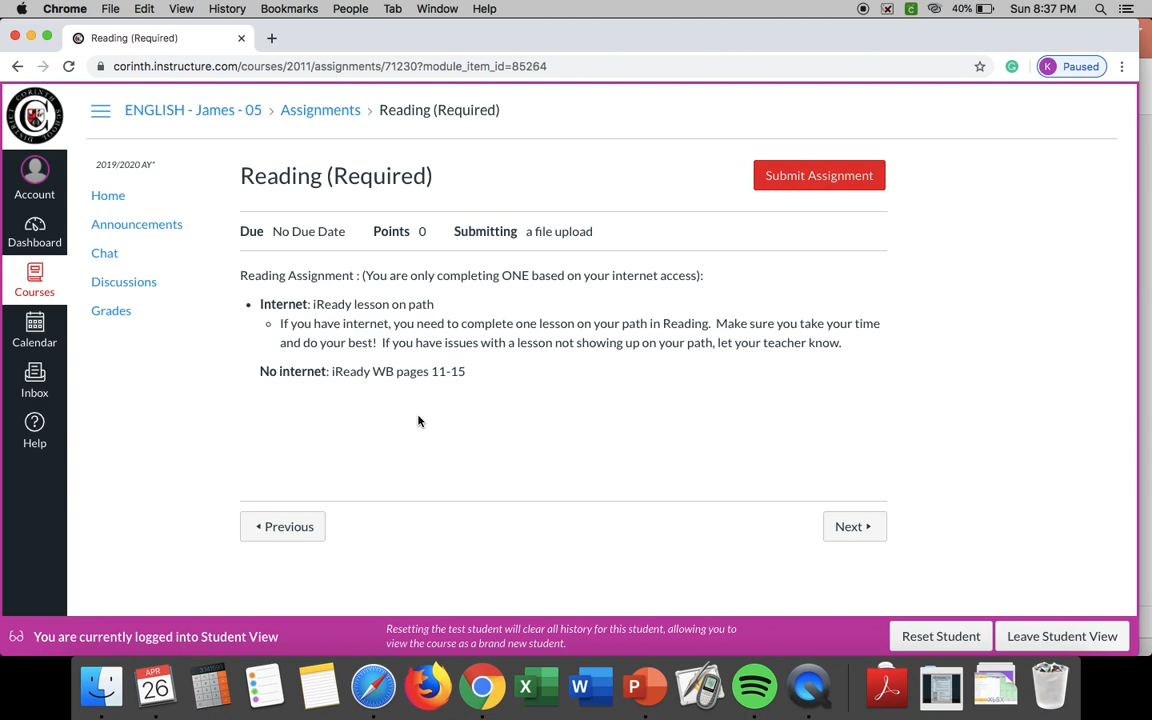 Chrome File Edit View History Bookmarks People Tab Window Help 40% Sun 8:37 PM
Reading (Required)
corinth.instructure.com/courses/2011/assignments/71230?module_item_id=85264 K Paused
ENGLISH - James - 05 > Assignments > Reading (Required)
2019/2020 AY*
Reading (Required) Submit Assignment
Account
Home
Announcements
Due No Due Date Points 0 Submitting a file upload
Dashboard
Chat
Reading Assignment : (You are only completing ONE based on your internet access):
Discussions
Courses
• Internet: iReady lesson on path
Grades
◦ If you have internet, you need to complete one lesson on your path in Reading. Make sure you take your time
and do your best! If you have issues with a lesson not showing up on your path, let your teacher know.
Calendar
No internet: iReady WB pages 11-15
Inbox
Help
Previous Next
You are currently logged into Student View
Resetting the test student will clear all history for this student, allowing you to
view the course as a brand new student.
Reset Student Leave Student View
APR
26